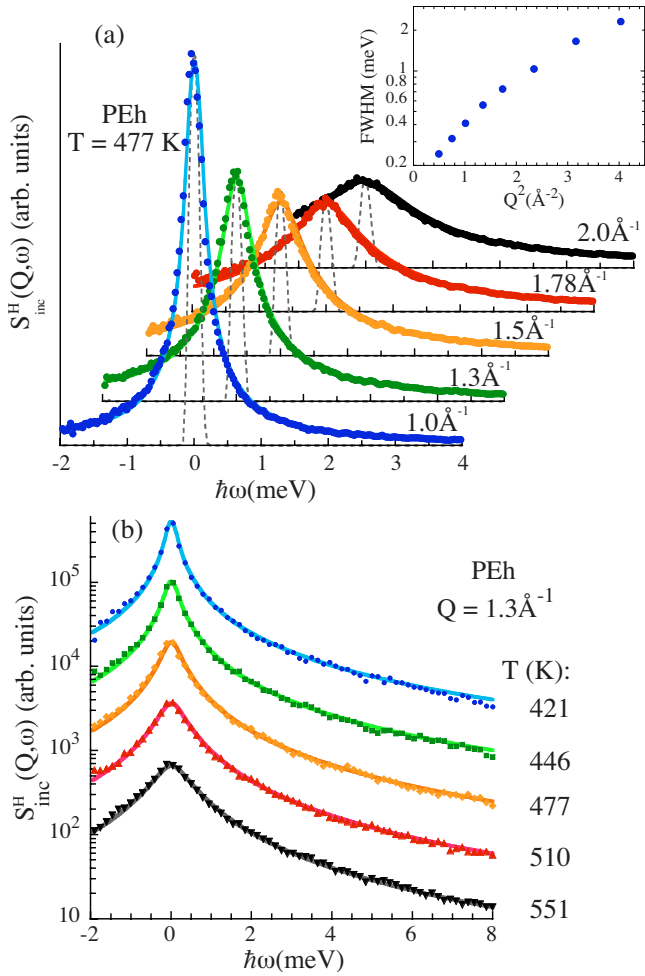 (a)
PEh
T = 477 K
S^H_inc (Q,ω) (arb. units)
FWHM (meV)
2
1
0.8
0.6
0.4
0.2
0 1 2 3 4
Q²(Å⁻²)
2.0Å⁻¹
1.78Å⁻¹
1.5Å⁻¹
1.3Å⁻¹
1.0Å⁻¹
-2 -1 0 1 2 3 4
ħω(meV)
(b)
PEh
Q = 1.3Å⁻¹
S^H_inc (Q,ω) (arb. units)
10⁵
10⁴
10³
10²
10
T (K):
421
446
477
510
551
-2 0 2 4 6 8
ħω(meV)